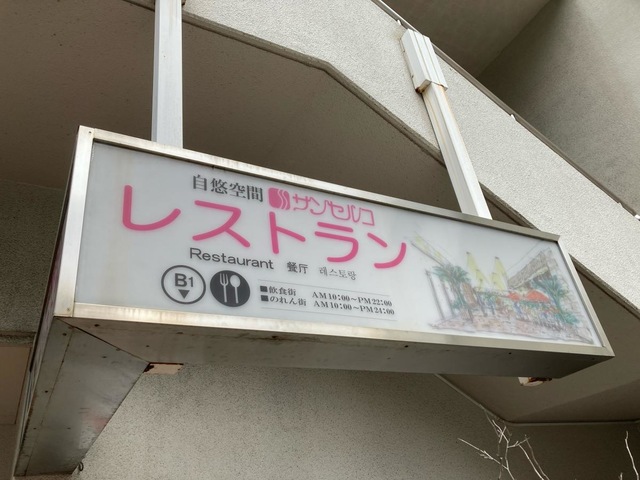 自悠空間 サンセルコ
レストラン
Restaurant 餐厅 레스토랑
B1
■飲食街 AM10:00〜PM22:00
■のれん街 AM10:00〜PM24:00